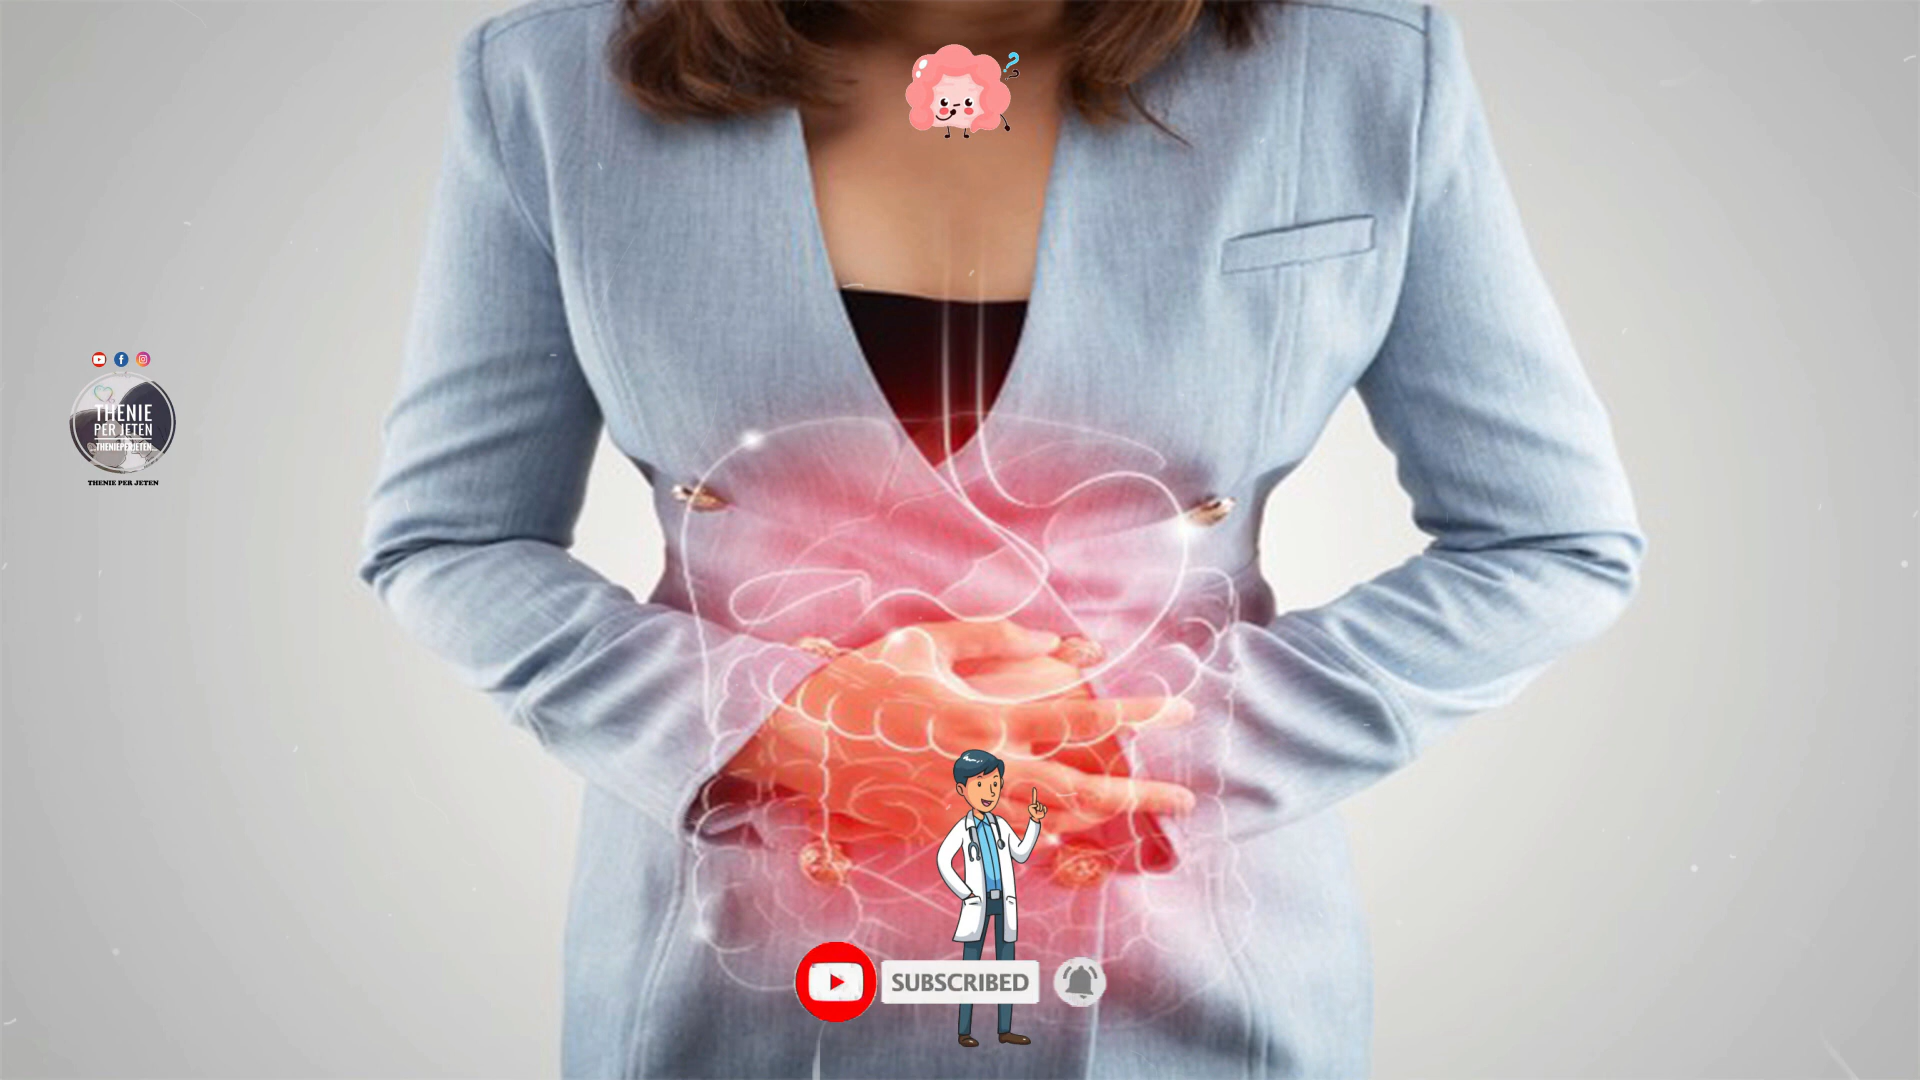 THENIE
PER JETEN
THENIEPERJETEN
THENIE PER JETEN
SUBSCRIBED